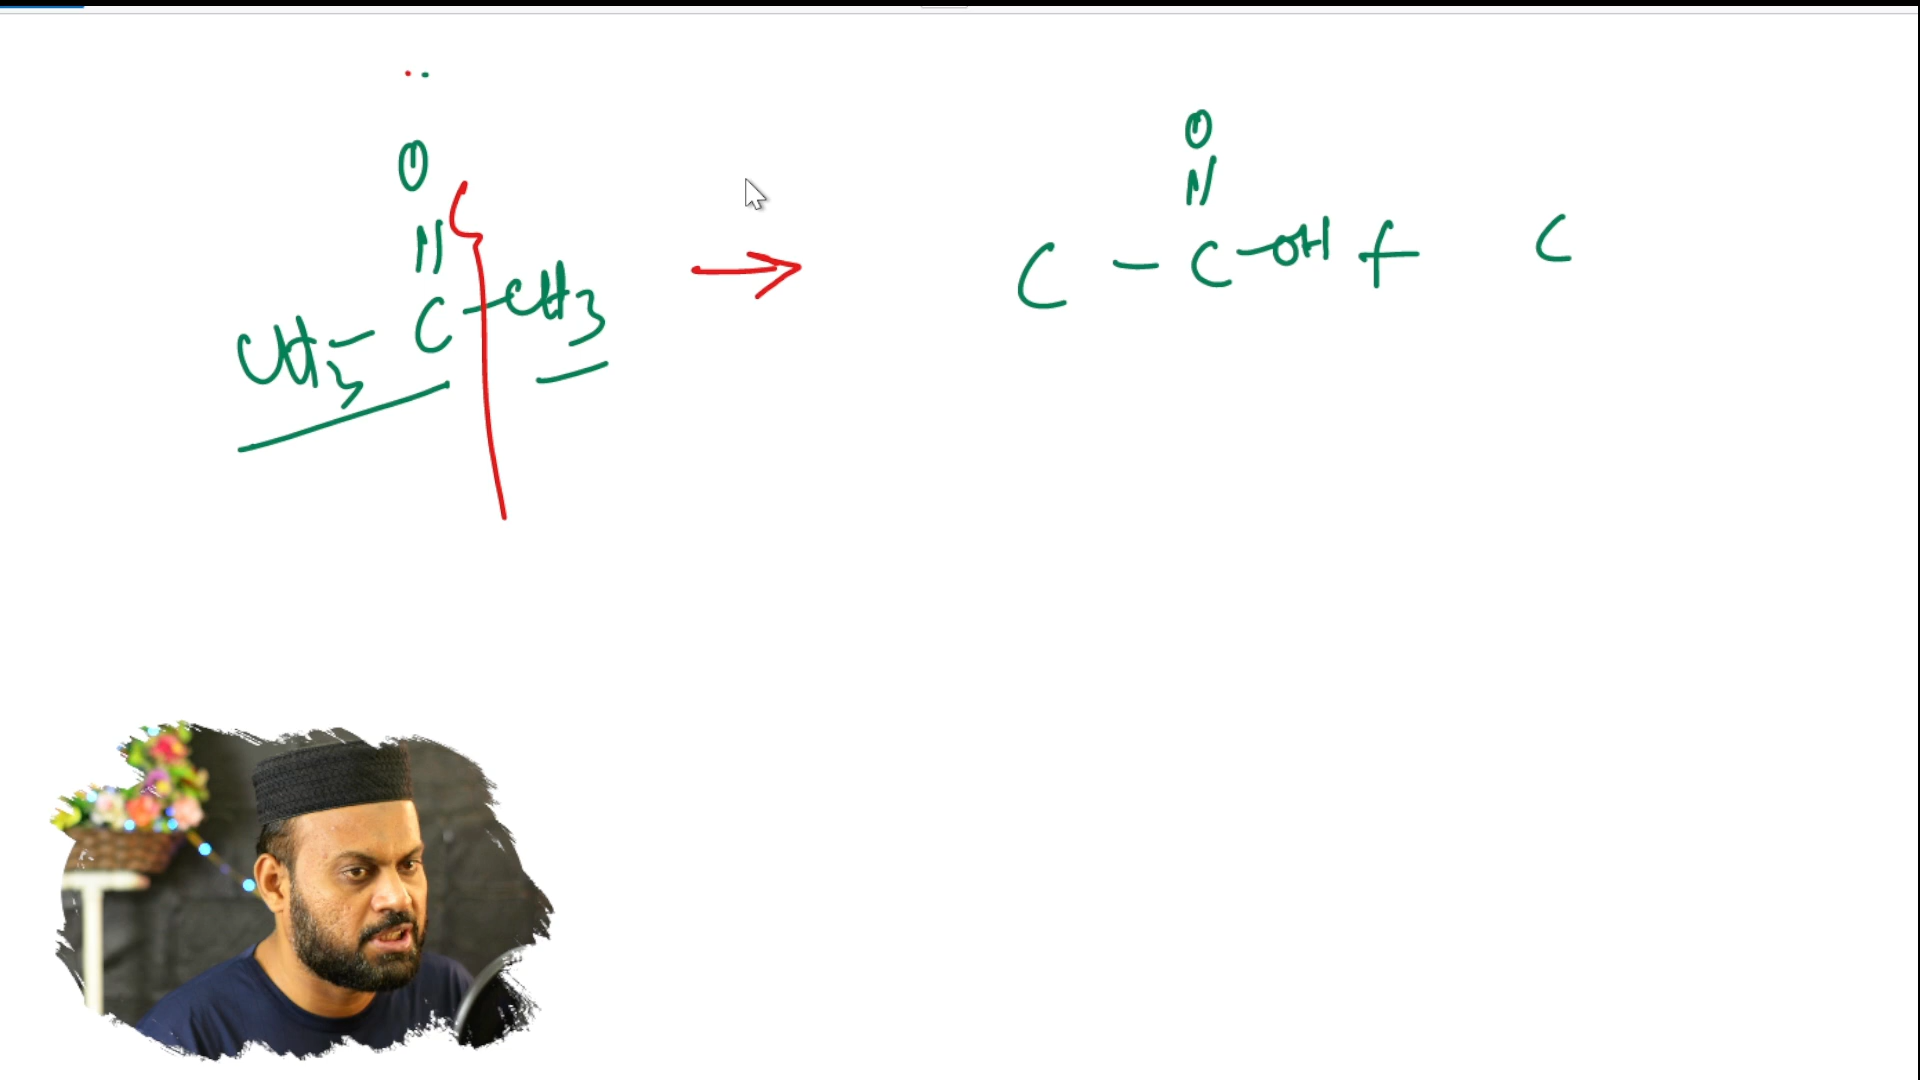 O
||
CH3 - C - CH3 → C - C - OH + C
O
||